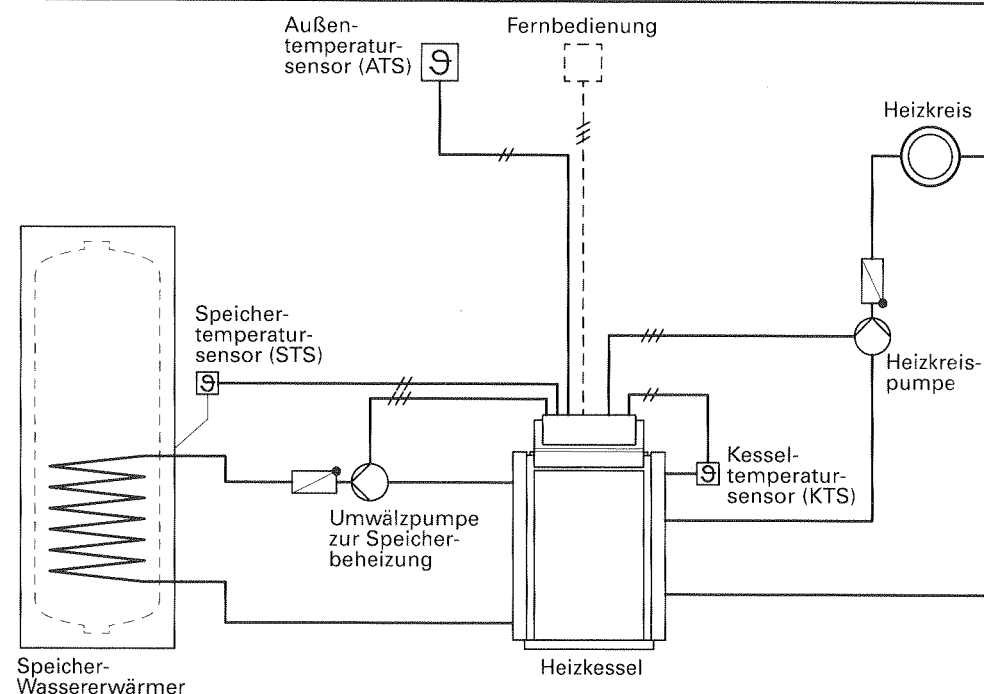 Außen-
temperatur-
sensor (ATS)
Fernbedienung
Heizkreis
Speicher-
temperatur-
sensor (STS)
Heizkreis-
pumpe
Kessel-
temperatur-
sensor (KTS)
Umwälzpumpe
zur Speicher-
beheizung
Heizkessel
Speicher-
Wassererwärmer